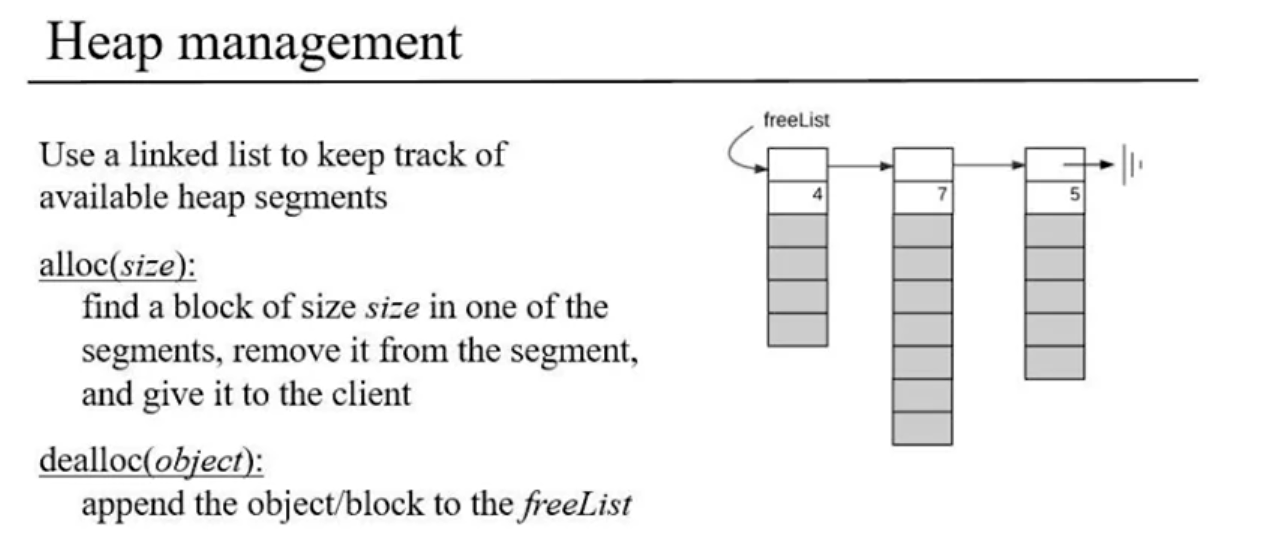 Heap management
Use a linked list to keep track of
available heap segments
alloc(size):
find a block of size size in one of the
segments, remove it from the segment,
and give it to the client
dealloc(object):
append the object/block to the freeList
freeList
4
7
5